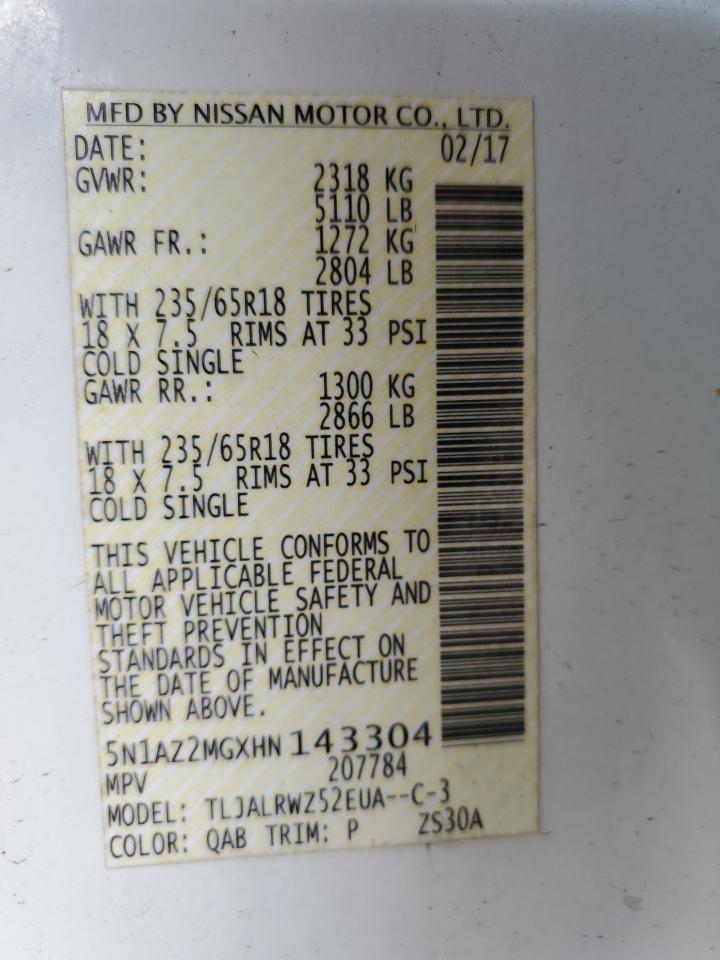 MFD BY NISSAN MOTOR CO., LTD.
DATE: 02/17
GVWR: 2318 KG
5110 LB
GAWR FR.: 1272 KG
2804 LB
WITH 235/65R18 TIRES
18 X 7.5 RIMS AT 33 PSI
COLD SINGLE
GAWR RR.: 1300 KG
2866 LB
WITH 235/65R18 TIRES
18 X 7.5 RIMS AT 33 PSI
COLD SINGLE
THIS VEHICLE CONFORMS TO
ALL APPLICABLE FEDERAL
MOTOR VEHICLE SAFETY AND
THEFT PREVENTION
STANDARDS IN EFFECT ON
THE DATE OF MANUFACTURE
SHOWN ABOVE.
5N1AZ2MGXHN 143304
MPV 207784
MODEL: TLJALRWZ52EUA--C-3
COLOR: QAB TRIM: P ZS30A